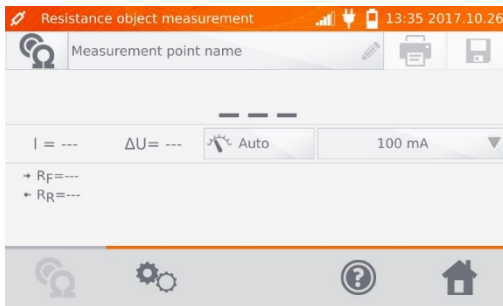 Resistance object measurement 13:35 2017.10.26
Measurement point name
---
I = --- ΔU= --- Auto 100 mA
→ RF=---
← RR=---